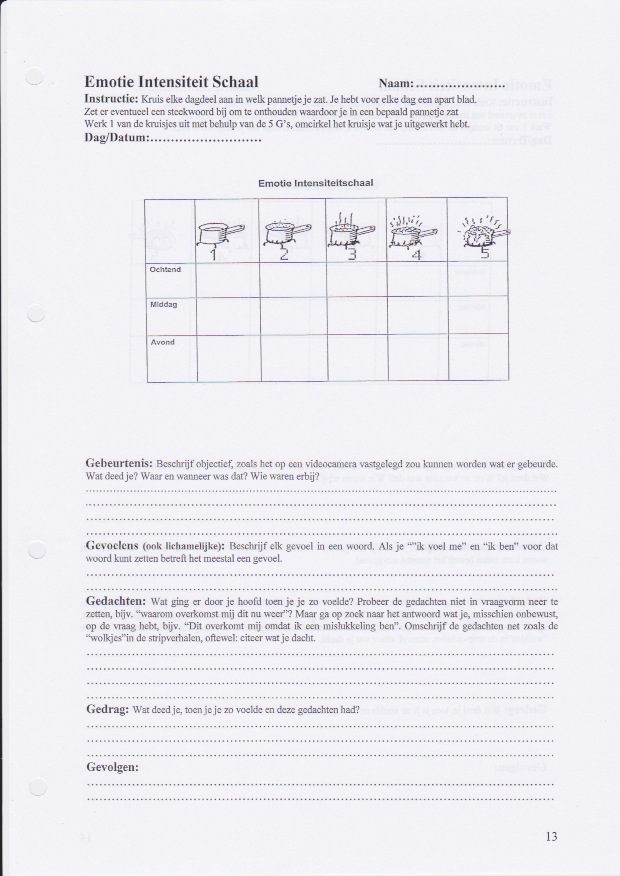 Emotie Intensiteit Schaal Naam:.....................
Instructie: Kruis elke dagdeel aan in welk pannetje je zat. Je hebt voor elke dag een apart blad.
Zet er eventueel een steekwoord bij om te onthouden waardoor je in een bepaald pannetje zat
Werk 1 van de kruisjes uit met behulp van de 5 G's, omcirkel het kruisje wat je uitgewerkt hebt.
Dag/Datum:..........................
Emotie Intensiteitschaal
1 2 3 4 5
Ochtend
Middag
Avond
Gebeurtenis: Beschrijf objectief, zoals het op een videocamera vastgelegd zou kunnen worden wat er gebeurde.
Wat deed je? Waar en wanneer was dat? Wie waren erbij?
Gevoelens (ook lichamelijke): Beschrijf elk gevoel in een woord. Als je “”ik voel me” en “ik ben” voor dat
woord kunt zetten betreft het meestal een gevoel.
Gedachten: Wat ging er door je hoofd toen je je zo voelde? Probeer de gedachten niet in vraagvorm neer te
zetten, bijv. “waarom overkomt mij dit nu weer”? Maar ga op zoek naar het antwoord wat je, misschien onbewust,
op de vraag hebt, bijv. “Dit overkomt mij omdat ik een mislukkeling ben”. Omschrijf de gedachten net zoals de
“wolkjes”in de stripverhalen, oftewel: citeer wat je dacht.
Gedrag: Wat deed je, toen je je zo voelde en deze gedachten had?
Gevolgen:
13